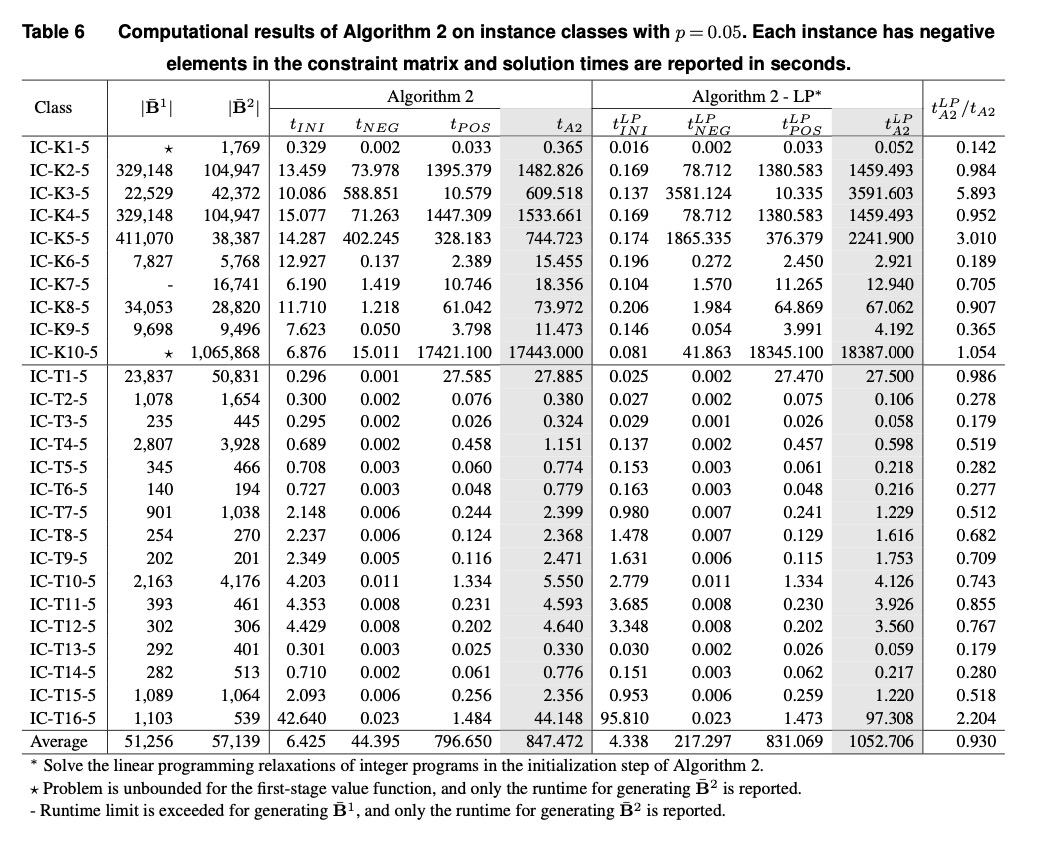 Table 6 Computational results of Algorithm 2 on instance classes with p = 0.05. Each instance has negative
elements in the constraint matrix and solution times are reported in seconds.
Class |B̄¹| |B̄²| Algorithm 2 Algorithm 2 - LP* t_{A2}^{LP}/t_{A2}
t_{INI} t_{NEG} t_{POS} t_{A2} t_{INI}^{LP} t_{NEG}^{LP} t_{POS}^{LP} t_{A2}^{LP}
IC-K1-5 ⋆ 1,769 0.329 0.002 0.033 0.365 0.016 0.002 0.033 0.052 0.142
IC-K2-5 329,148 104,947 13.459 73.978 1395.379 1482.826 0.169 78.712 1380.583 1459.493 0.984
IC-K3-5 22,529 42,372 10.086 588.851 10.579 609.518 0.137 3581.124 10.335 3591.603 5.893
IC-K4-5 329,148 104,947 15.077 71.263 1447.309 1533.661 0.169 78.712 1380.583 1459.493 0.952
IC-K5-5 411,070 38,387 14.287 402.245 328.183 744.723 0.174 1865.335 376.379 2241.900 3.010
IC-K6-5 7,827 5,768 12.927 0.137 2.389 15.455 0.196 0.272 2.450 2.921 0.189
IC-K7-5 - 16,741 6.190 1.419 10.746 18.356 0.104 1.570 11.265 12.940 0.705
IC-K8-5 34,053 28,820 11.710 1.218 61.042 73.972 0.206 1.984 64.869 67.062 0.907
IC-K9-5 9,698 9,496 7.623 0.050 3.798 11.473 0.146 0.054 3.991 4.192 0.365
IC-K10-5 ⋆ 1,065,868 6.876 15.011 17421.100 17443.000 0.081 41.863 18345.100 18387.000 1.054
IC-T1-5 23,837 50,831 0.296 0.001 27.585 27.885 0.025 0.002 27.470 27.500 0.986
IC-T2-5 1,078 1,654 0.300 0.002 0.076 0.380 0.027 0.002 0.075 0.106 0.278
IC-T3-5 235 445 0.295 0.002 0.026 0.324 0.029 0.001 0.026 0.058 0.179
IC-T4-5 2,807 3,928 0.689 0.002 0.458 1.151 0.137 0.002 0.457 0.598 0.519
IC-T5-5 345 466 0.708 0.003 0.060 0.774 0.153 0.003 0.061 0.218 0.282
IC-T6-5 140 194 0.727 0.003 0.048 0.779 0.163 0.003 0.048 0.216 0.277
IC-T7-5 901 1,038 2.148 0.006 0.244 2.399 0.980 0.007 0.241 1.229 0.512
IC-T8-5 254 270 2.237 0.006 0.124 2.368 1.478 0.007 0.129 1.616 0.682
IC-T9-5 202 201 2.349 0.005 0.116 2.471 1.631 0.006 0.115 1.753 0.709
IC-T10-5 2,163 4,176 4.203 0.011 1.334 5.550 2.779 0.011 1.334 4.126 0.743
IC-T11-5 393 461 4.353 0.008 0.231 4.593 3.685 0.008 0.230 3.926 0.855
IC-T12-5 302 306 4.429 0.008 0.202 4.640 3.348 0.008 0.202 3.560 0.767
IC-T13-5 292 401 0.301 0.003 0.025 0.330 0.030 0.002 0.026 0.059 0.179
IC-T14-5 282 513 0.710 0.002 0.061 0.776 0.151 0.003 0.062 0.217 0.280
IC-T15-5 1,089 1,064 2.093 0.006 0.256 2.356 0.953 0.006 0.259 1.220 0.518
IC-T16-5 1,103 539 42.640 0.023 1.484 44.148 95.810 0.023 1.473 97.308 2.204
Average 51,256 57,139 6.425 44.395 796.650 847.472 4.338 217.297 831.069 1052.706 0.930
* Solve the linear programming relaxations of integer programs in the initialization step of Algorithm 2.
⋆ Problem is unbounded for the first-stage value function, and only the runtime for generating B̄² is reported.
- Runtime limit is exceeded for generating B̄¹, and only the runtime for generating B̄² is reported.